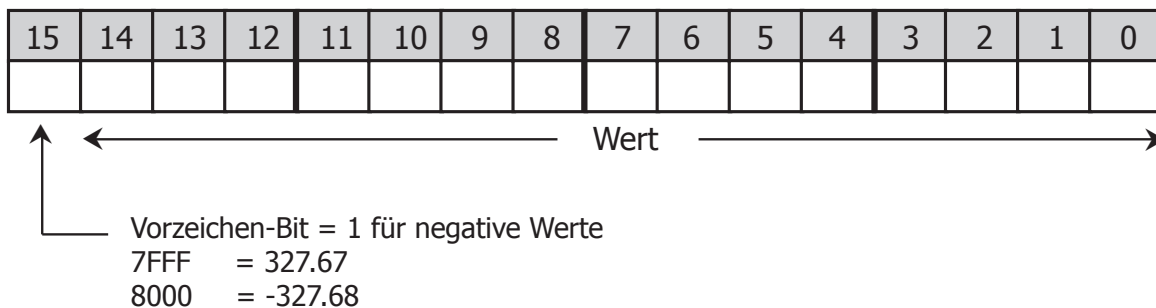 15 14 13 12 11 10 9 8 7 6 5 4 3 2 1 0
Wert
Vorzeichen-Bit = 1 für negative Werte
7FFF = 327.67
8000 = -327.68